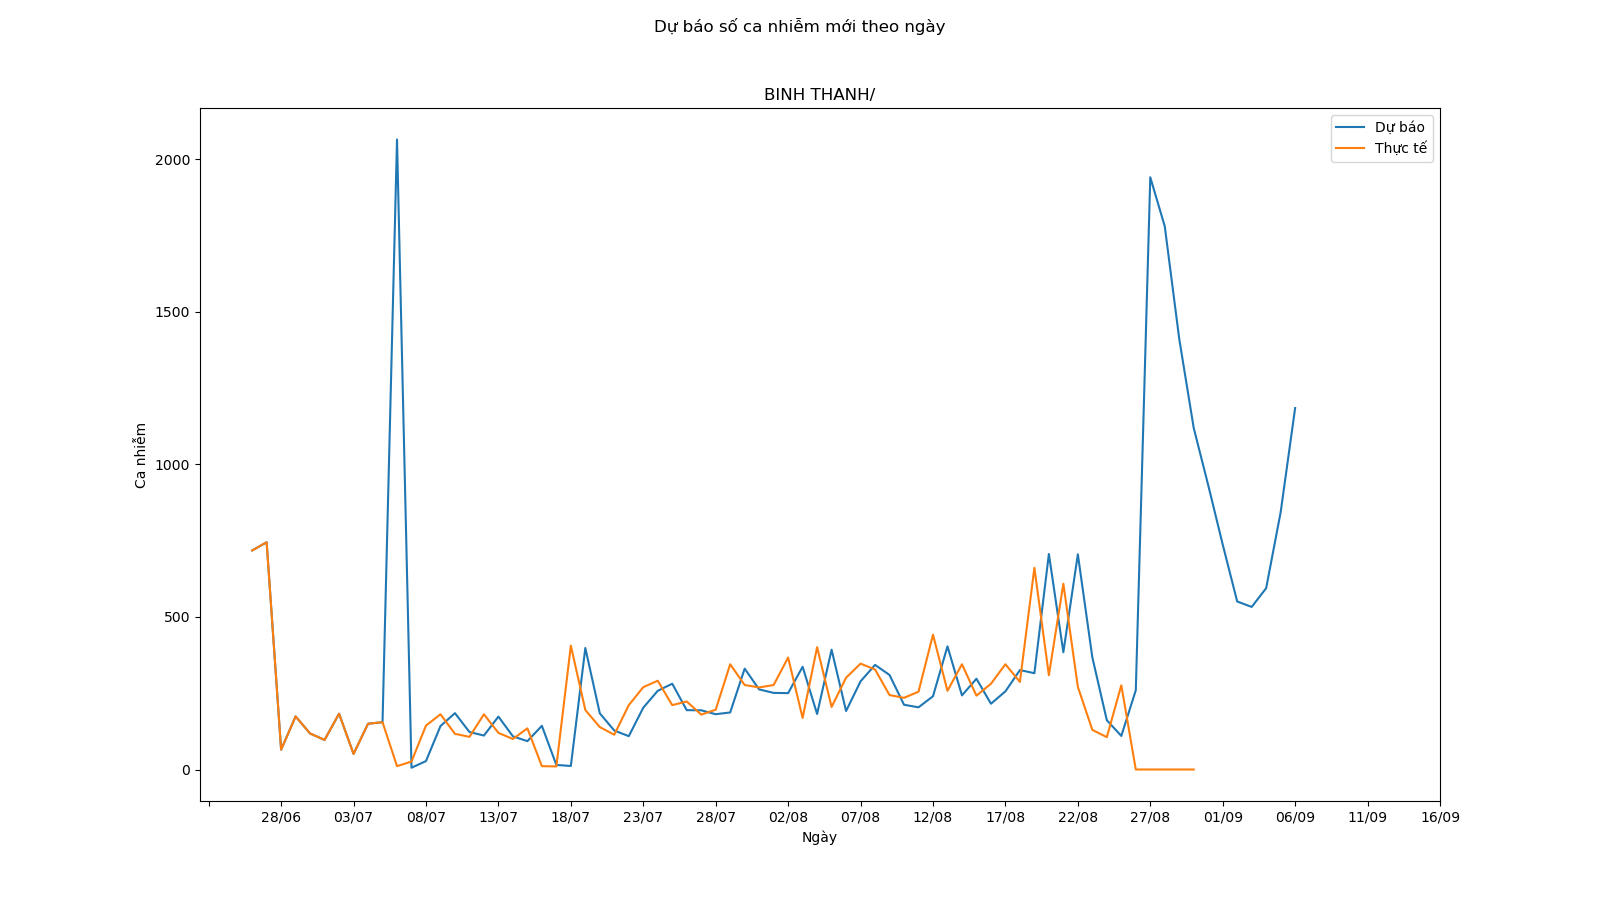 Dự báo số ca nhiễm mới theo ngày
BINH THANH/
Dự báo
Thực tế
2000
1500
1000
500
0
Ca nhiễm
28/06 03/07 08/07 13/07 18/07 23/07 28/07 02/08 07/08 12/08 17/08 22/08 27/08 01/09 06/09 11/09 16/09
Ngày